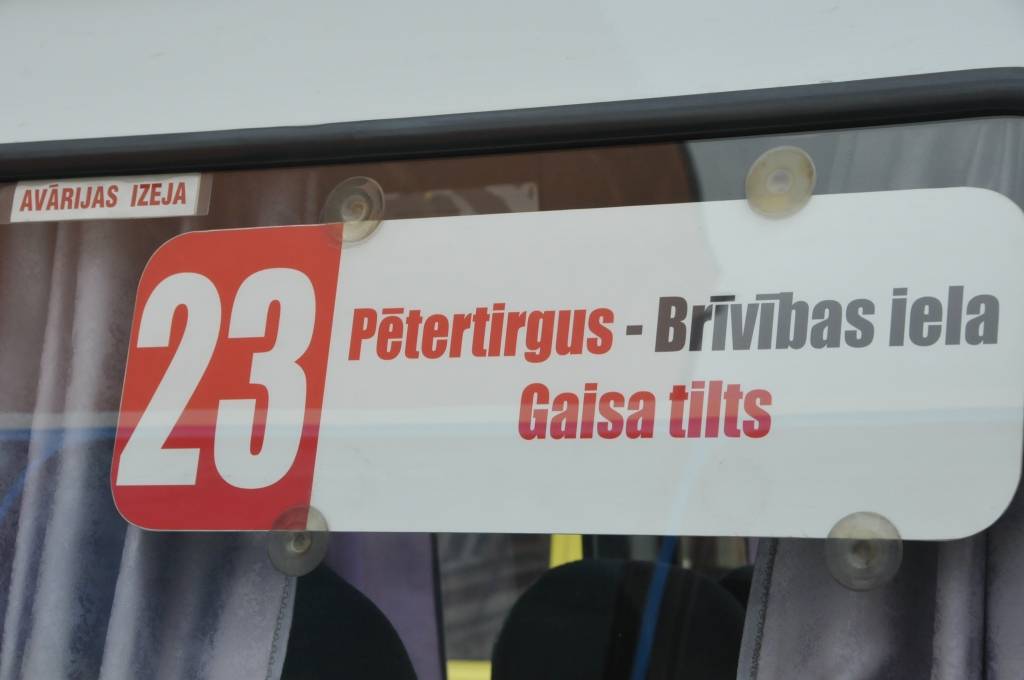 AVĀRIJAS IZEJA
23
Pētertirgus - Brīvības iela
Gaisa tilts